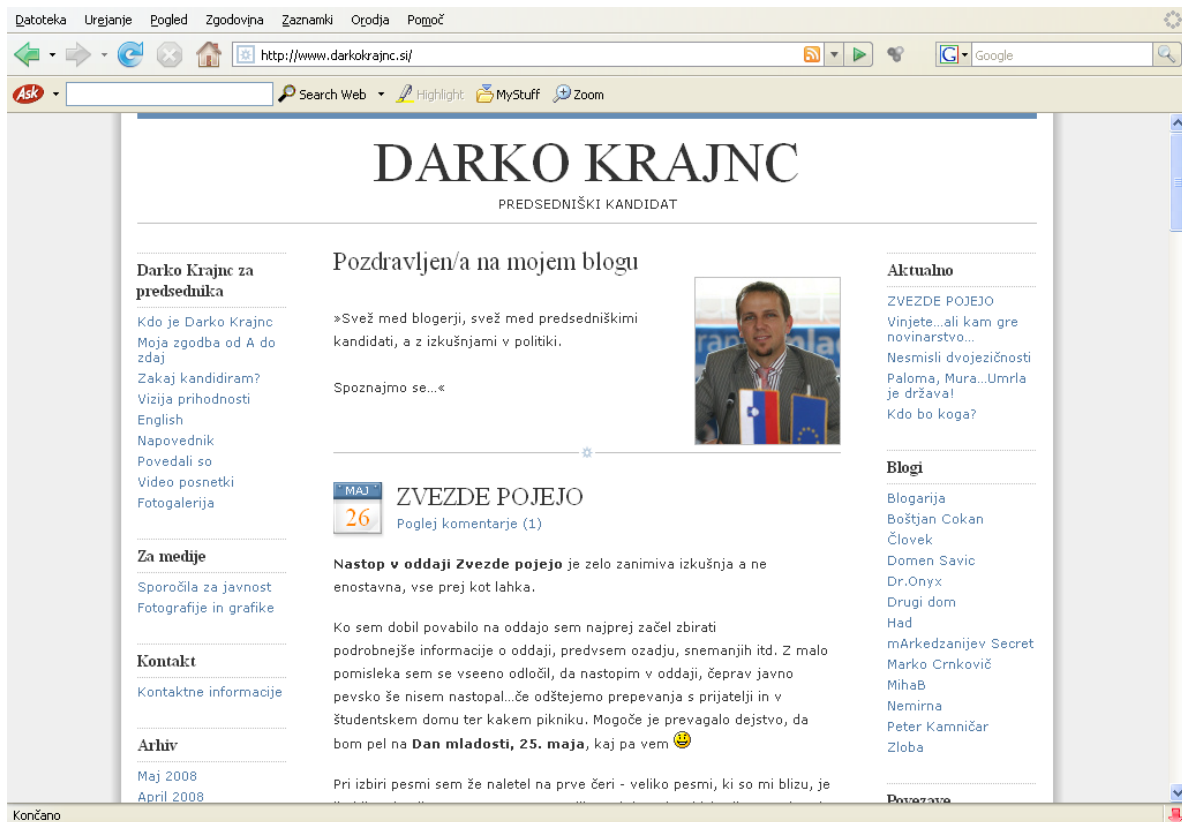 Datoteka Urejanje Pogled Zgodovina Zaznamki Orodja Pomoč
http://www.darkokrajnc.si/
G Google
Ask Search Web Highlight MyStuff Zoom
DARKO KRAJNC
PREDSEDNIŠKI KANDIDAT
Darko Krajnc za
predsednika
Kdo je Darko Krajnc
Moja zgodba od A do
zdaj
Zakaj kandidiram?
Vizija prihodnosti
English
Napovednik
Povedali so
Video posnetki
Fotogalerija
Za medije
Sporočila za javnost
Fotografije in grafike
Kontakt
Kontaktne informacije
Arhiv
Maj 2008
April 2008
Pozdravljen/a na mojem blogu
»Svež med blogerji, svež med predsedniškimi
kandidati, a z izkušnjami v politiki.
Spoznajmo se...«
MAJ
26
ZVEZDE POJEJO
Poglej komentarje (1)
Nastop v oddaji Zvezde pojejo je zelo zanimiva izkušnja a ne
enostavna, vse prej kot lahka.
Ko sem dobil povabilo na oddajo sem najprej začel zbirati
podrobnejše informacije o oddaji, predvsem ozadju, snemanjih itd. Z malo
pomisleka sem se vseeno odločil, da nastopim v oddaji, čeprav javno
pevsko še nisem nastopal...če odštejemo prepevanja s prijatelji in v
študentskem domu ter kakem pikniku. Mogoče je prevagalo dejstvo, da
bom pel na Dan mladosti, 25. maja, kaj pa vem
Pri izbiri pesmi sem že naletel na prve čeri - veliko pesmi, ki so mi blizu, je
Aktualno
ZVEZDE POJEJO
Vinjete...ali kam gre
novinarstvo...
Nesmisli dvojezičnosti
Paloma, Mura...Umrla
je država!
Kdo bo koga?
Blogi
Blogarija
Boštjan Cokan
Človek
Domen Savic
Dr.Onyx
Drugi dom
Had
mArkedzanijev Secret
Marko Crnkovič
MihaB
Nemirna
Peter Kamničar
Zloba
Povezave
Končano